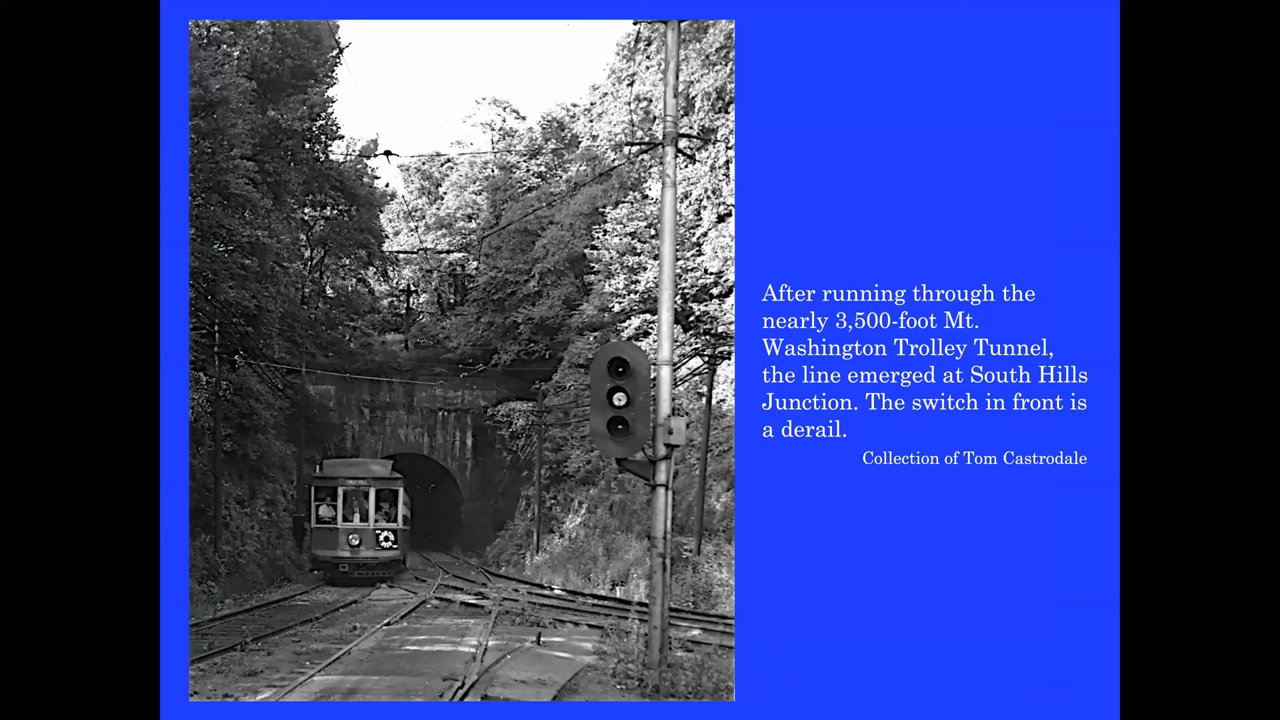 After running through the
nearly 3,500-foot Mt.
Washington Trolley Tunnel,
the line emerged at South Hills
Junction. The switch in front is
a derail.
Collection of Tom Castrodale